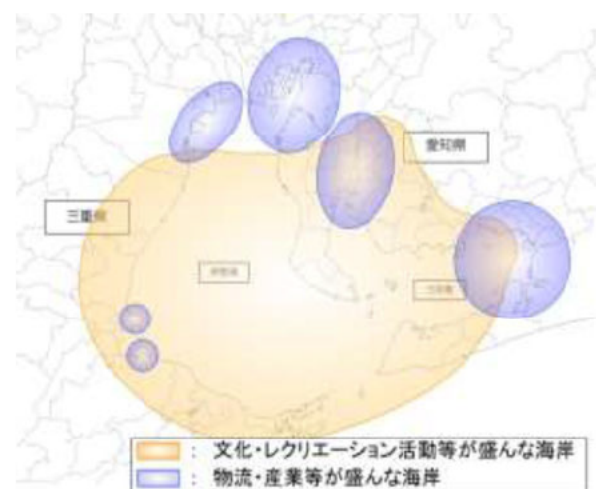 愛知県
三重県
伊勢湾
三河湾
: 文化・レクリエーション活動等が盛んな海岸
: 物流・産業等が盛んな海岸